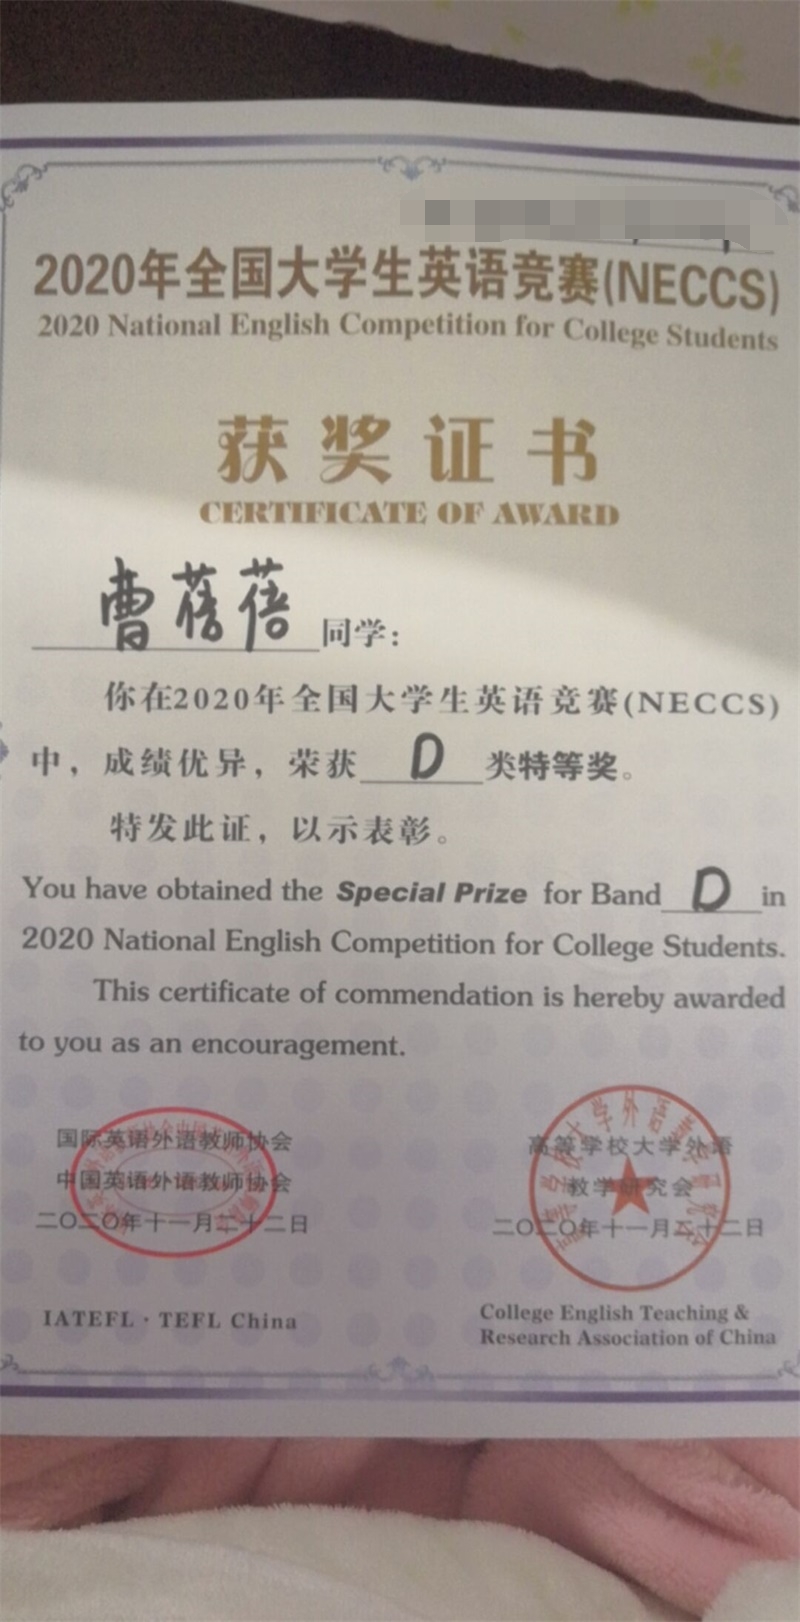 2020年全国大学生英语竞赛(NECCS)
2020 National English Competition for College Students
获奖证书
CERTIFICATE OF AWARD
曹蓓蓓同学：
你在2020年全国大学生英语竞赛(NECCS)
中，成绩优异，荣获D类特等奖。
特发此证，以示表彰。
You have obtained the Special Prize for Band D in
2020 National English Competition for College Students.
This certificate of commendation is hereby awarded
to you as an encouragement.
国际英语外语教师协会
中国英语外语教师协会
二〇二〇年十一月二十二日
IATEFL · TEFL China
高等学校大学外语
教学研究会
二〇二〇年十一月二十二日
College English Teaching &
Research Association of China